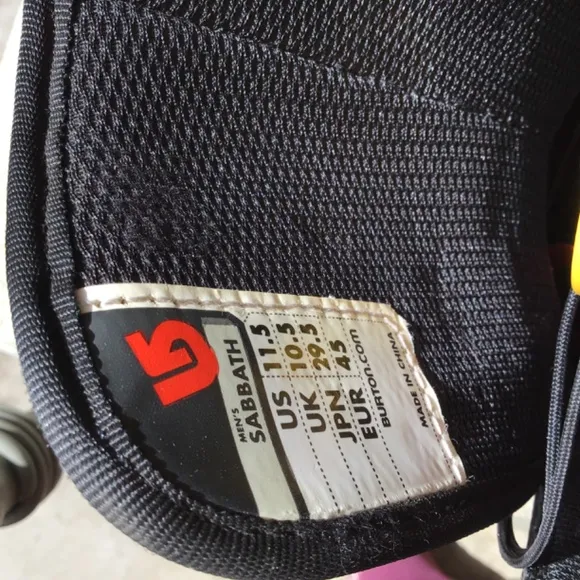 MEN'S
SABBATH
US 11.5
UK 10.5
JPN 29.5
EUR 45
BURTON.COM
MADE IN CHINA